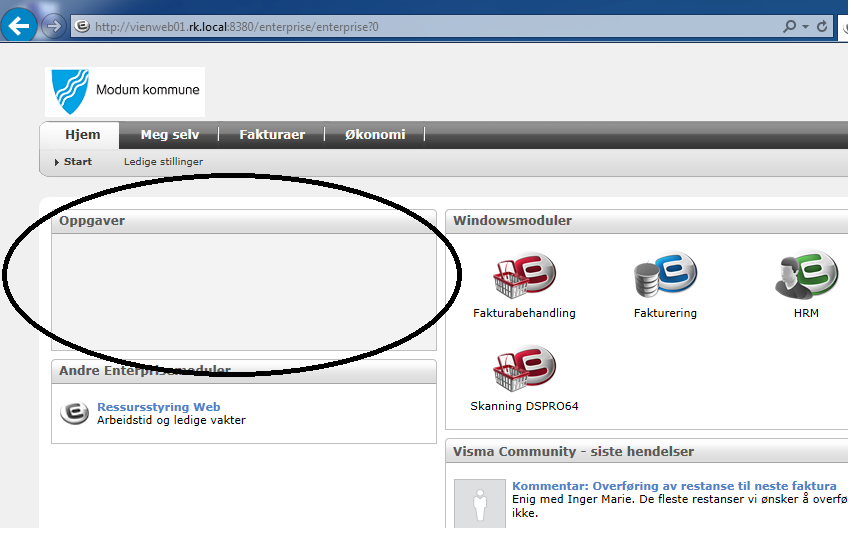 http://vienweb01.rk.local:8380/enterprise/enterprise?0
Modum kommune
Hjem Meg selv Fakturaer Økonomi
Start Ledige stillinger
Oppgaver
Andre Enterprisemoduler
Ressursstyring Web
Arbeidstid og ledige vakter
Windowsmoduler
Fakturabehandling Fakturering HRM
Skanning DSPRO64
Visma Community - siste hendelser
Kommentar: Overføring av restanse til neste faktura
Enig med Inger Marie. De fleste restanser vi ønsker å overfø
ikke.